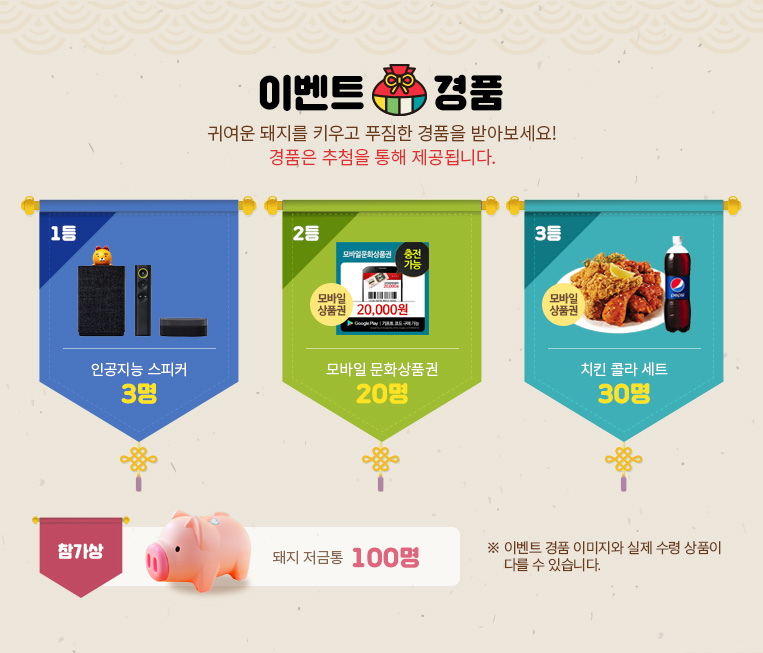 이벤트 경품
귀여운 돼지를 키우고 푸짐한 경품을 받아보세요!
경품은 추첨을 통해 제공됩니다.
1등
인공지능 스피커
3명
2등
모바일문화상품권
충전
가능
모바일
상품권
20,000원
Google Play
모바일 문화상품권
20명
3등
모바일
상품권
pepsi
치킨 콜라 세트
30명
참가상
돼지 저금통 100명
※ 이벤트 경품 이미지와 실제 수령 상품이
다를 수 있습니다.